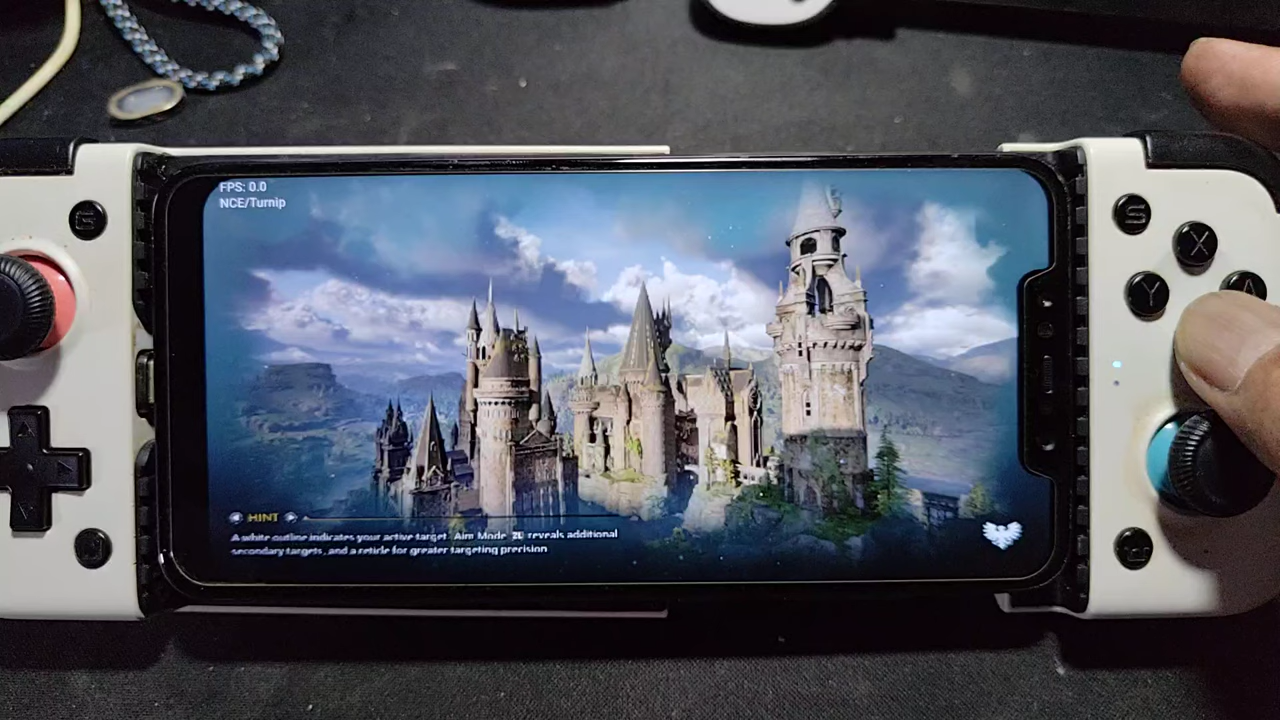 FPS: 0.0
NCE/Turnip
S
X
Y
A
HINT
A white outline indicates your active target. Aim Mode ZL reveals additional
secondary targets, and a reticle for greater targeting precision